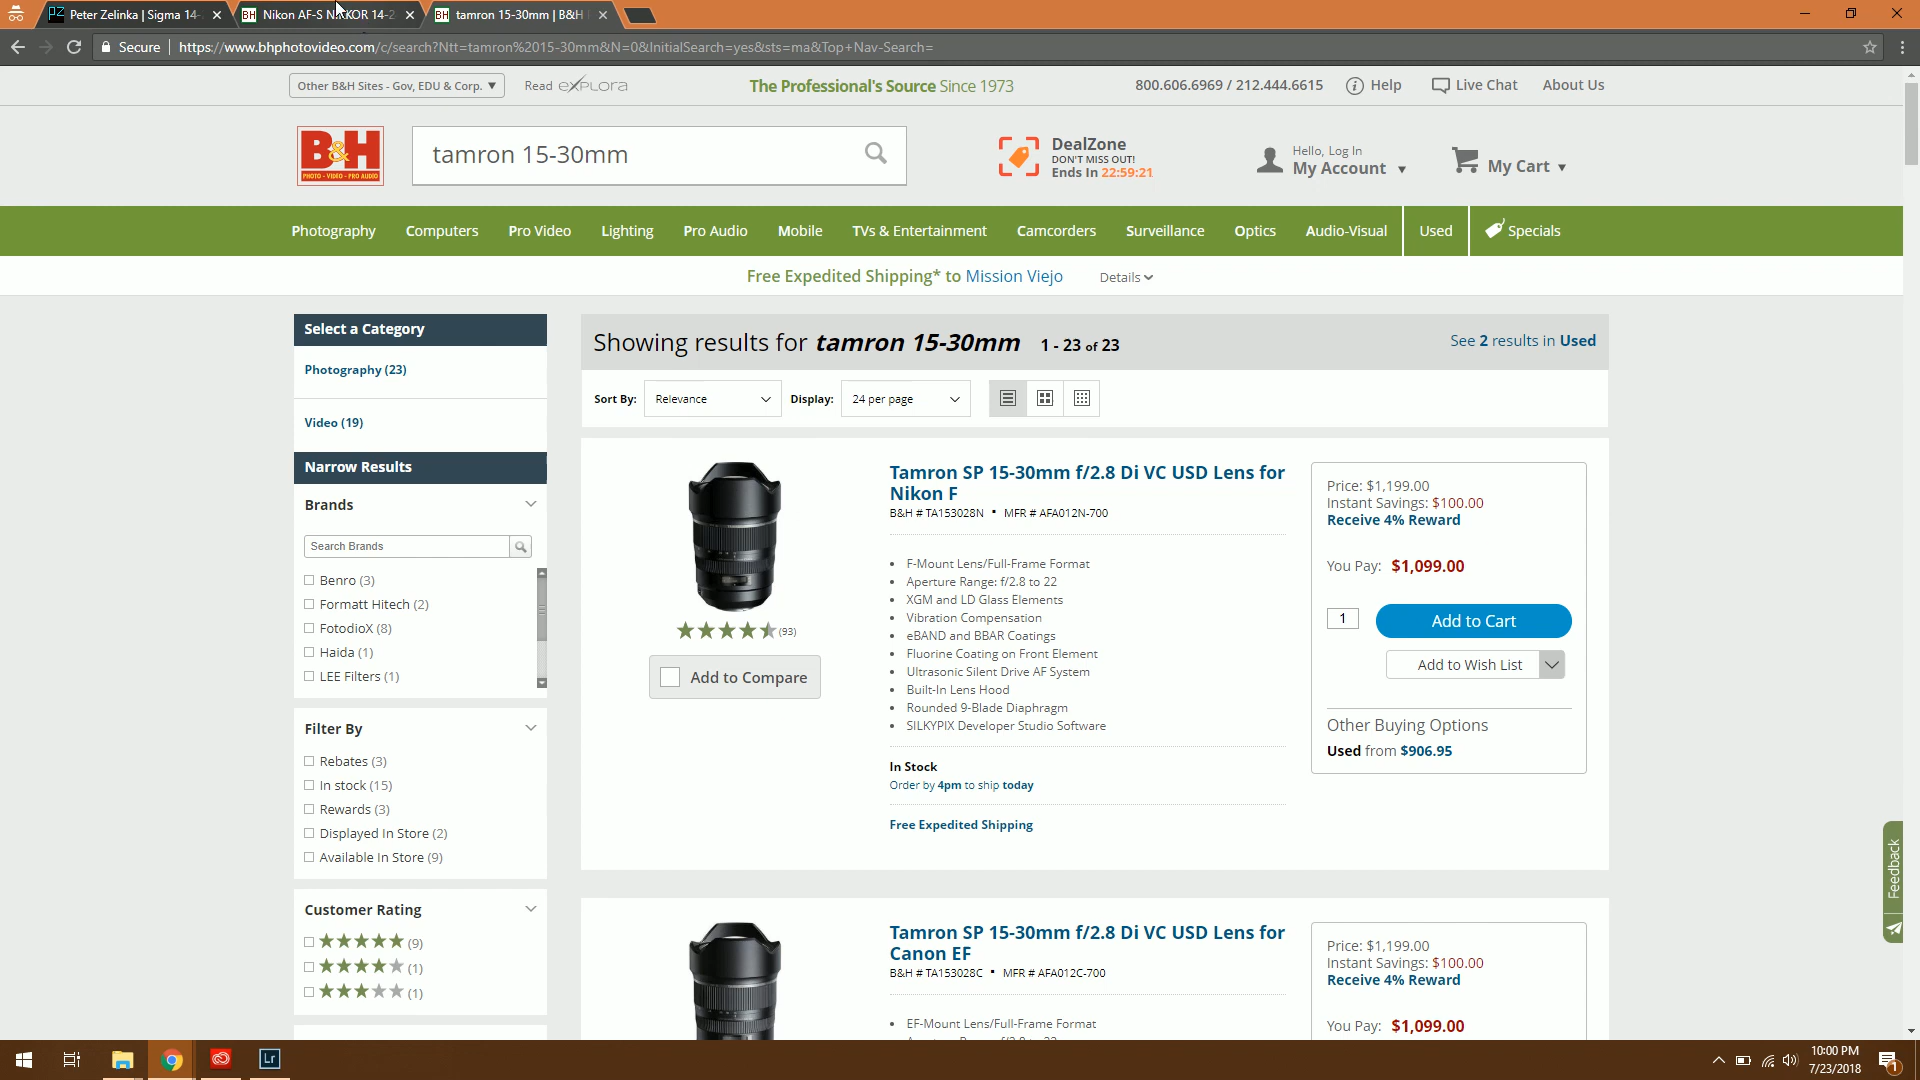 Peter Zelinka | Sigma 14-
BH Nikon AF-S NIKKOR 14-2
BH tamron 15-30mm | B&H
Secure https://www.bhphotovideo.com/c/search?Ntt=tamron%2015-30mm&N=0&InitialSearch=yes&sts=ma&Top+Nav-Search=
Other B&H Sites - Gov, EDU & Corp. ▼
Read explora
The Professional's Source Since 1973
800.606.6969 / 212.444.6615
Help
Live Chat
About Us
B&H
PHOTO - VIDEO - PRO AUDIO
tamron 15-30mm
DealZone
DON'T MISS OUT!
Ends In 22:59:21
Hello, Log In
My Account
My Cart
Photography Computers Pro Video Lighting Pro Audio Mobile TVs & Entertainment Camcorders Surveillance Optics Audio-Visual Used Specials
Free Expedited Shipping* to Mission Viejo Details
Select a Category
Photography (23)
Video (19)
Narrow Results
Brands
Search Brands
Benro (3)
Formatt Hitech (2)
FotodioX (8)
Haida (1)
LEE Filters (1)
Filter By
Rebates (3)
In stock (15)
Rewards (3)
Displayed In Store (2)
Available In Store (9)
Customer Rating
(9)
(1)
(1)
Showing results for tamron 15-30mm 1 - 23 of 23
See 2 results in Used
Sort By: Relevance Display: 24 per page
(93)
Add to Compare
Tamron SP 15-30mm f/2.8 Di VC USD Lens for
Nikon F
B&H # TA153028N • MFR # AFA012N-700
• F-Mount Lens/Full-Frame Format
• Aperture Range: f/2.8 to 22
• XGM and LD Glass Elements
• Vibration Compensation
• eBAND and BBAR Coatings
• Fluorine Coating on Front Element
• Ultrasonic Silent Drive AF System
• Built-In Lens Hood
• Rounded 9-Blade Diaphragm
• SILKYPIX Developer Studio Software
In Stock
Order by 4pm to ship today
Free Expedited Shipping
Price: $1,199.00
Instant Savings: $100.00
Receive 4% Reward
You Pay: $1,099.00
1
Add to Cart
Add to Wish List
Other Buying Options
Used from $906.95
Tamron SP 15-30mm f/2.8 Di VC USD Lens for
Canon EF
B&H # TA153028C • MFR # AFA012C-700
• EF-Mount Lens/Full-Frame Format
Price: $1,199.00
Instant Savings: $100.00
Receive 4% Reward
You Pay: $1,099.00
Feedback
Lr
10:00 PM
7/23/2018
1